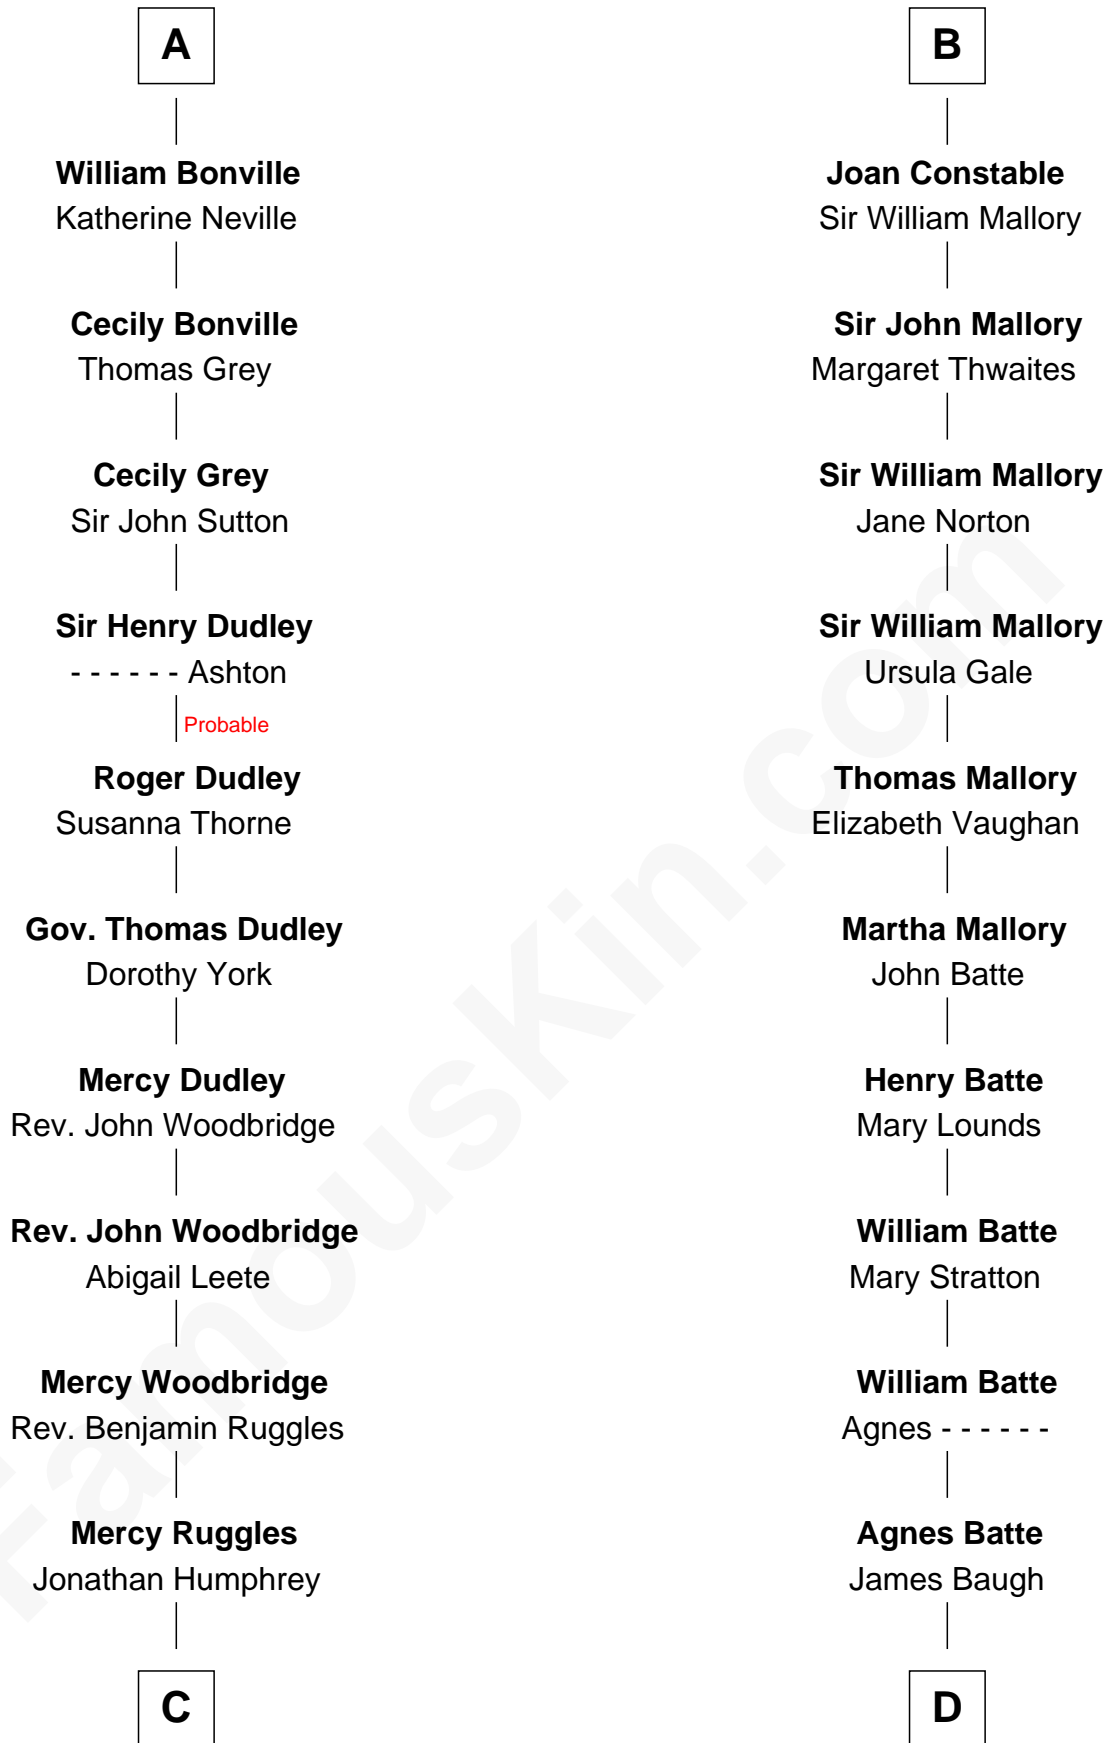 A
William Bonville
Katherine Neville
Cecily Bonville
Thomas Grey
Cecily Grey
Sir John Sutton
Sir Henry Dudley
- - - - - - Ashton
Probable
Roger Dudley
Susanna Thorne
Gov. Thomas Dudley
Dorothy York
Mercy Dudley
Rev. John Woodbridge
Rev. John Woodbridge
Abigail Leete
Mercy Woodbridge
Rev. Benjamin Ruggles
Mercy Ruggles
Jonathan Humphrey
C
B
Joan Constable
Sir William Mallory
Sir John Mallory
Margaret Thwaites
Sir William Mallory
Jane Norton
Sir William Mallory
Ursula Gale
Thomas Mallory
Elizabeth Vaughan
Martha Mallory
John Batte
Henry Batte
Mary Lounds
William Batte
Mary Stratton
William Batte
Agnes - - - - - -
Agnes Batte
James Baugh
D
FamousKin.com